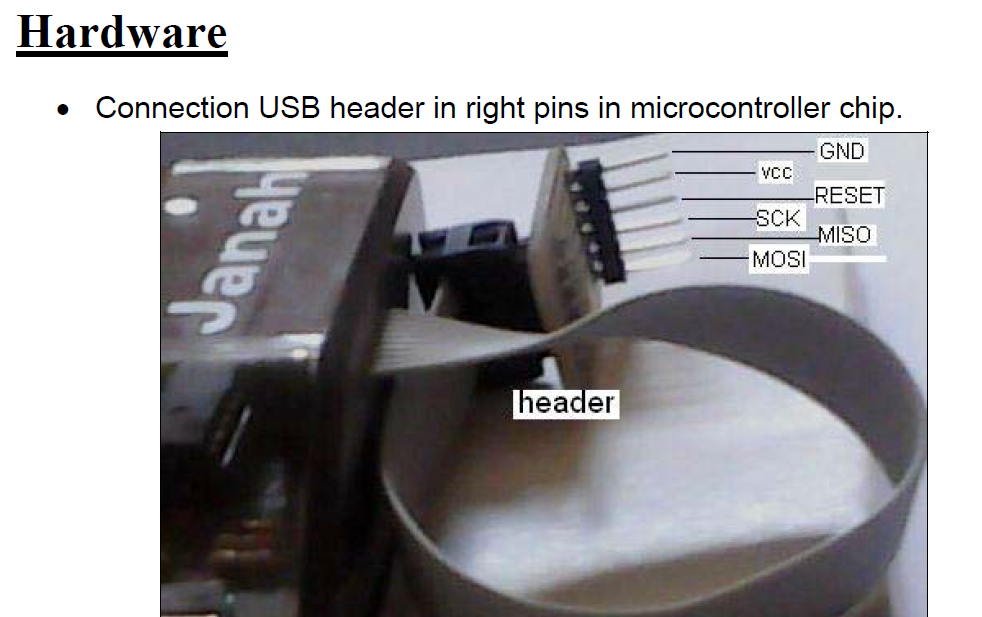 Hardware
• Connection USB header in right pins in microcontroller chip.
GND
vcc
RESET
SCK
MISO
MOSI
Janah
header